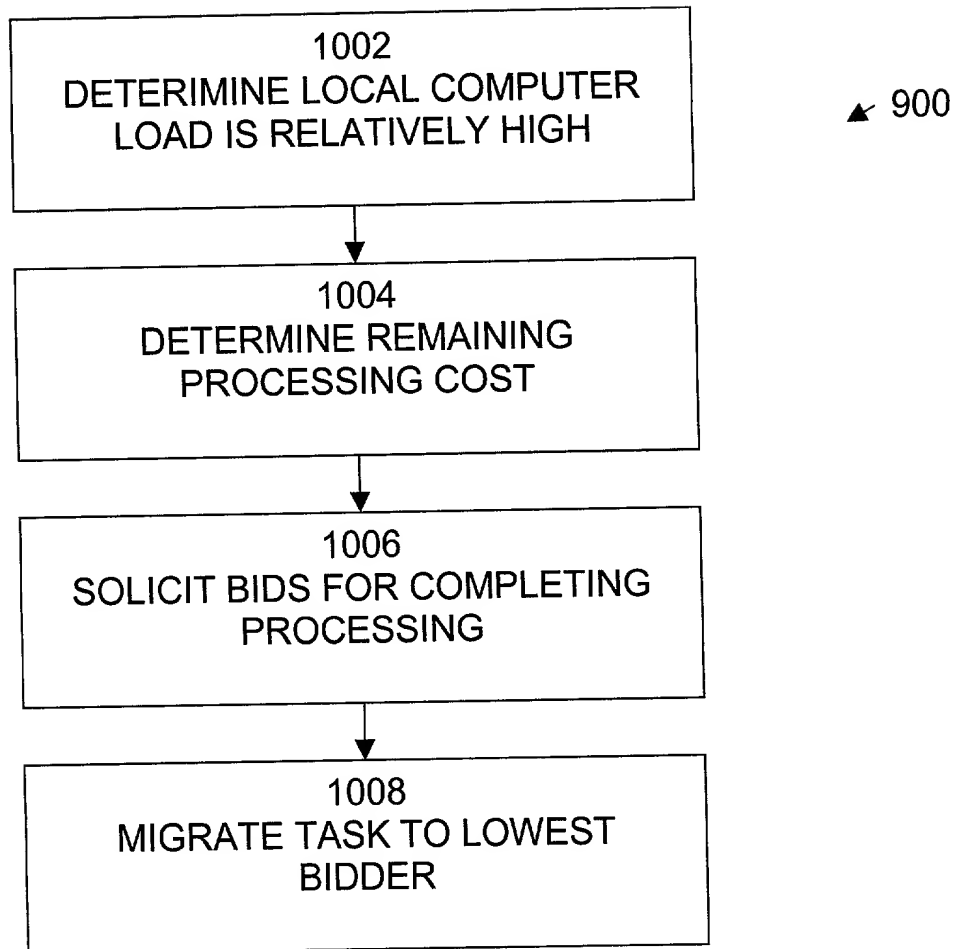 1002
DETERIMINE LOCAL COMPUTER
LOAD IS RELATIVELY HIGH
900
1004
DETERMINE REMAINING
PROCESSING COST
1006
SOLICIT BIDS FOR COMPLETING
PROCESSING
1008
MIGRATE TASK TO LOWEST
BIDDER